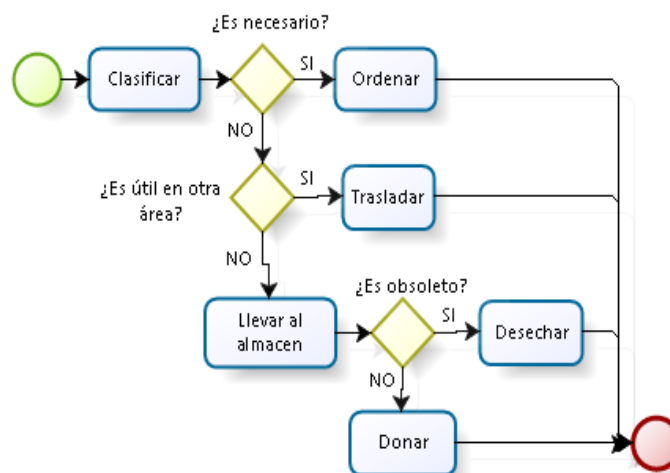 ¿Es necesario?
Clasificar
SI
Ordenar
NO
¿Es útil en otra
área?
SI
Trasladar
NO
¿Es obsoleto?
Llevar al
almacen
SI
Desechar
NO
Donar